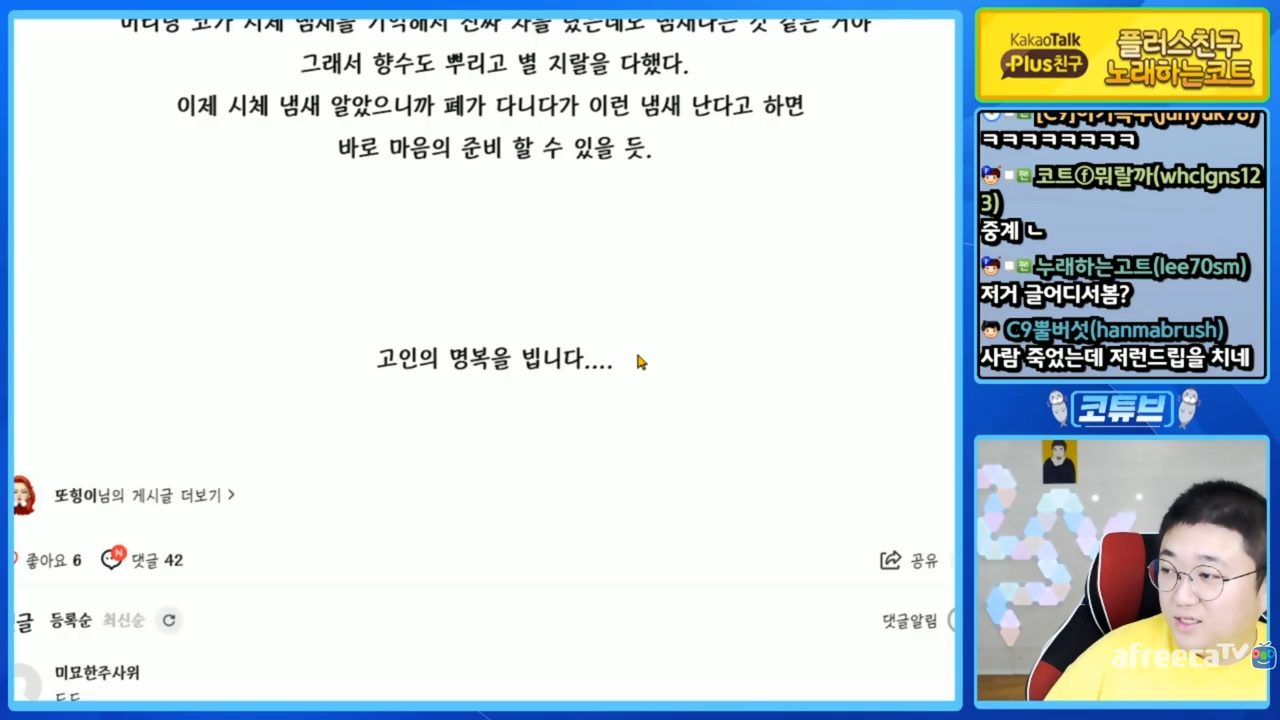 그래서 향수도 뿌리고 별 지랄을 다했다.
이제 시체 냄새 알았으니까 폐가 다니다가 이런 냄새 난다고 하면
바로 마음의 준비 할 수 있을 듯.
고인의 명복을 빕니다....
또힝이님의 게시글 더보기 >
좋아요 6 댓글 42
공유
글 등록순 최신순
댓글알림
미묘한주사위
KakaoTalk
Plus친구
플러스친구
노래하는코트
ㅋㅋㅋㅋㅋㅋㅋㅋ
코트ⓕ뭐랄까(whclgns12
3)
중계 ㄴ
누래하는고트(lee70sm)
저거 글어디서봄?
C9뿔버섯(hanmabrush)
사람 죽었는데 저런드립을 치네
코튜브
afreecaTV